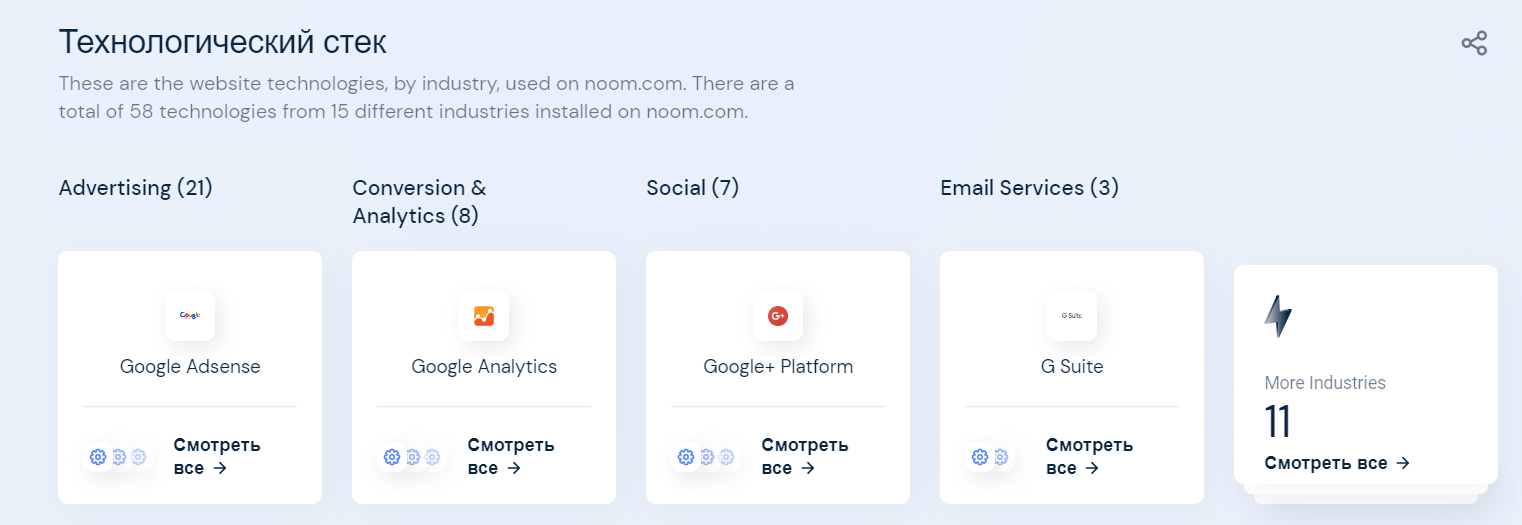 Технологический стек
These are the website technologies, by industry, used on noom.com. There are a
total of 58 technologies from 15 different industries installed on noom.com.
Advertising (21)
Conversion &
Analytics (8)
Social (7)
Email Services (3)
Google
G+
G Suite
Google Adsense
Google Analytics
Google+ Platform
G Suite
More Industries
11
Смотреть
все →
Смотреть
все →
Смотреть
все →
Смотреть
все →
Смотреть все →